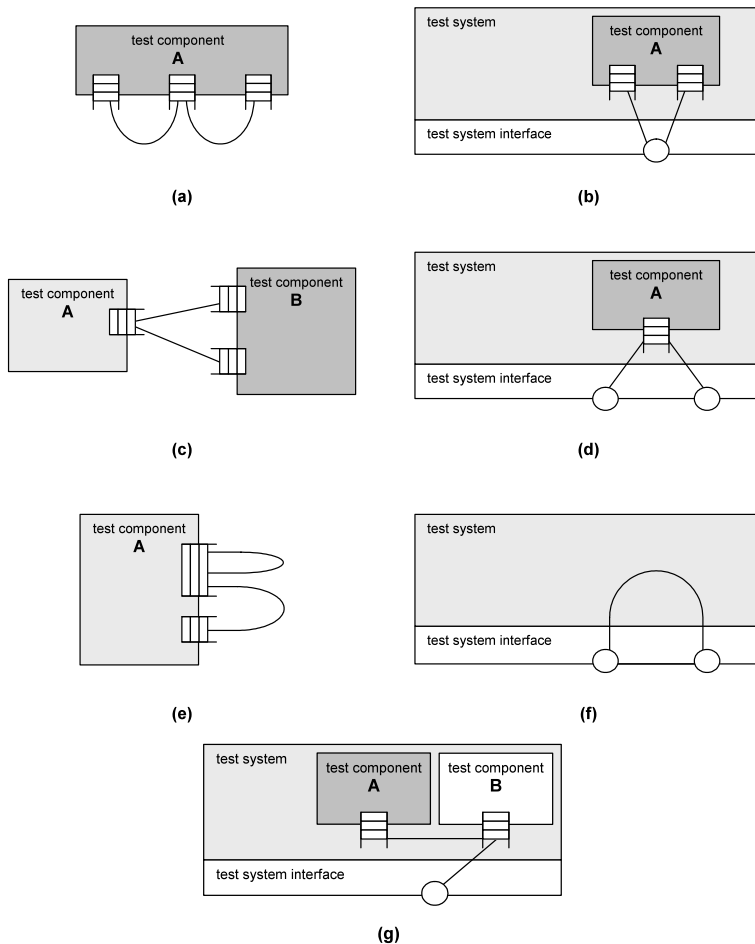 test component
A
(a)
test system
test component
A
test system interface
(b)
test component
A
test component
B
(c)
test system
test component
A
test system interface
(d)
test component
A
(e)
test system
test system interface
(f)
test system
test component
A
test component
B
test system interface
(g)